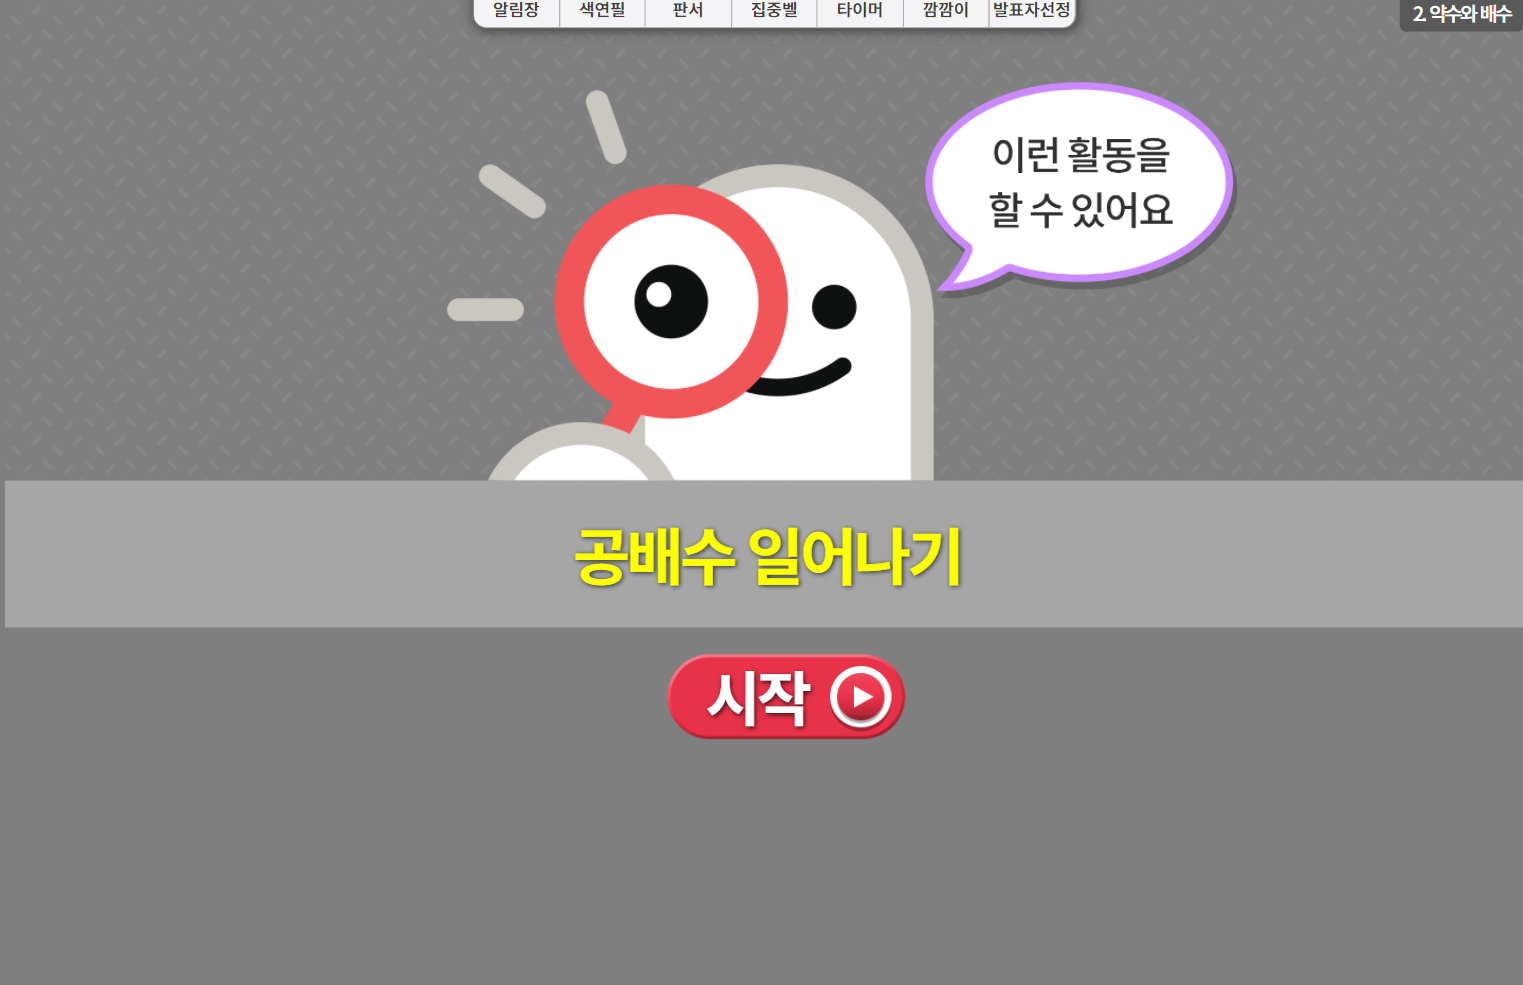 알림장 색연필 판서 집중벨 타이머 깜깜이 발표자선정
2. 약수와 배수
이런 활동을
할 수 있어요
공배수 일어나기
시작